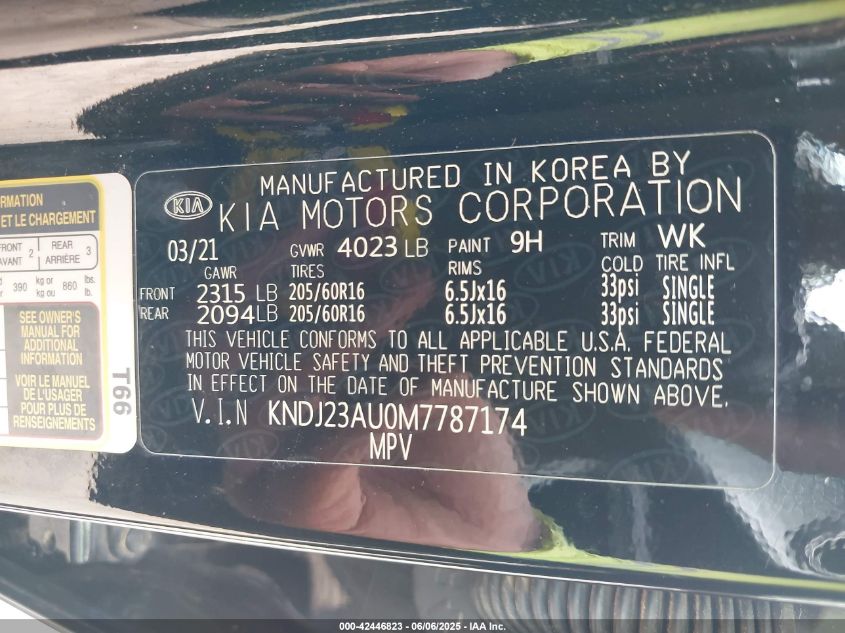 MANUFACTURED IN KOREA BY
KIA KIA MOTORS CORPORATION
03/21 GVWR 4023 LB PAINT 9H TRIM WK
GAWR TIRES RIMS COLD TIRE INFL
FRONT 2315 LB 205/60R16 6.5Jx16 33psi SINGLE
REAR 2094 LB 205/60R16 6.5Jx16 33psi SINGLE
THIS VEHICLE CONFORMS TO ALL APPLICABLE U.S.A. FEDERAL
MOTOR VEHICLE SAFETY AND THEFT PREVENTION STANDARDS
IN EFFECT ON THE DATE OF MANUFACTURE SHOWN ABOVE.
V.I.N KNDJ23AU0M7787174
MPV
ET LE CHARGEMENT
FRONT 2 REAR 3
AVANT ARRIÈRE
390 kg or 860 lbs.
kg ou lb.
SEE OWNER'S
MANUAL FOR
ADDITIONAL
INFORMATION
VOIR LE MANUEL
DE L'USAGER
POUR PLUS DE
RENSEIGNEMENTS
T66
000-42446823 - 06/06/2025 - IAA Inc.